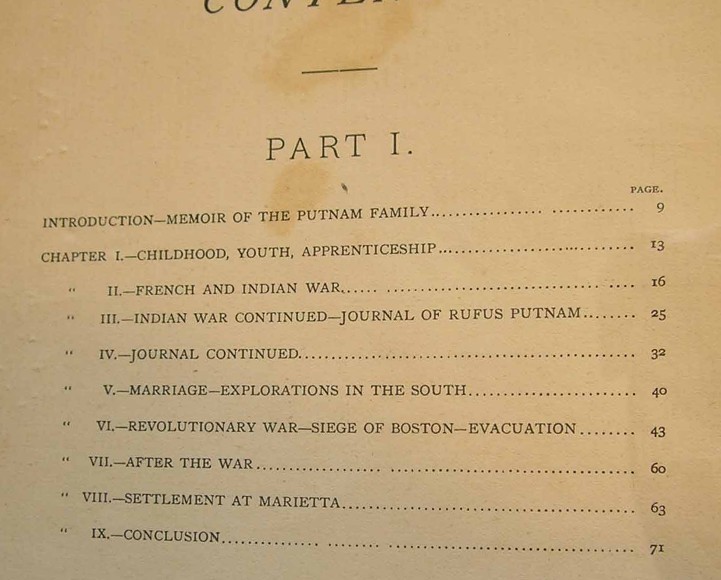 PART I.
PAGE.
INTRODUCTION—MEMOIR OF THE PUTNAM FAMILY.................. ............ 9
CHAPTER I.—CHILDHOOD, YOUTH, APPRENTICESHIP................................ 13
" II.—FRENCH AND INDIAN WAR...... ................................... .... 16
" III.—INDIAN WAR CONTINUED—JOURNAL OF RUFUS PUTNAM........ 25
" IV.—JOURNAL CONTINUED....................................................... 32
" V.—MARRIAGE—EXPLORATIONS IN THE SOUTH............................ 40
" VI.—REVOLUTIONARY WAR—SIEGE OF BOSTON—EVACUATION........ 43
" VII.—AFTER THE WAR..................... ......................................... 60
" VIII.—SETTLEMENT AT MARIETTA................................................ 63
" IX.—CONCLUSION............... ............ ........................................ 71